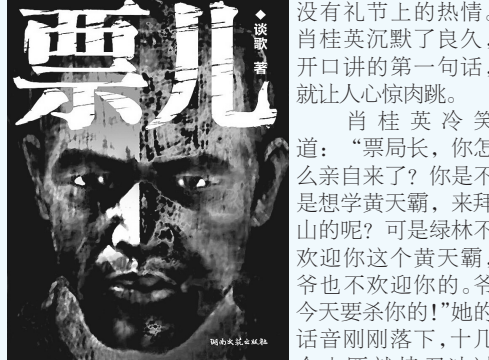 票儿
◆谈歌 著
湖南文艺出版社
没有礼节上的热情。
肖桂英沉默了良久，
开口讲的第一句话，
就让人心惊肉跳。
肖桂英冷笑
道：“票局长，你怎
么亲自来了？你是不
是想学黄天霸，来拜
山的呢？可是绿林不
欢迎你这个黄天霸，
爷也不欢迎你的。爷
今天要杀你的！”她的
话音刚刚落下，十几